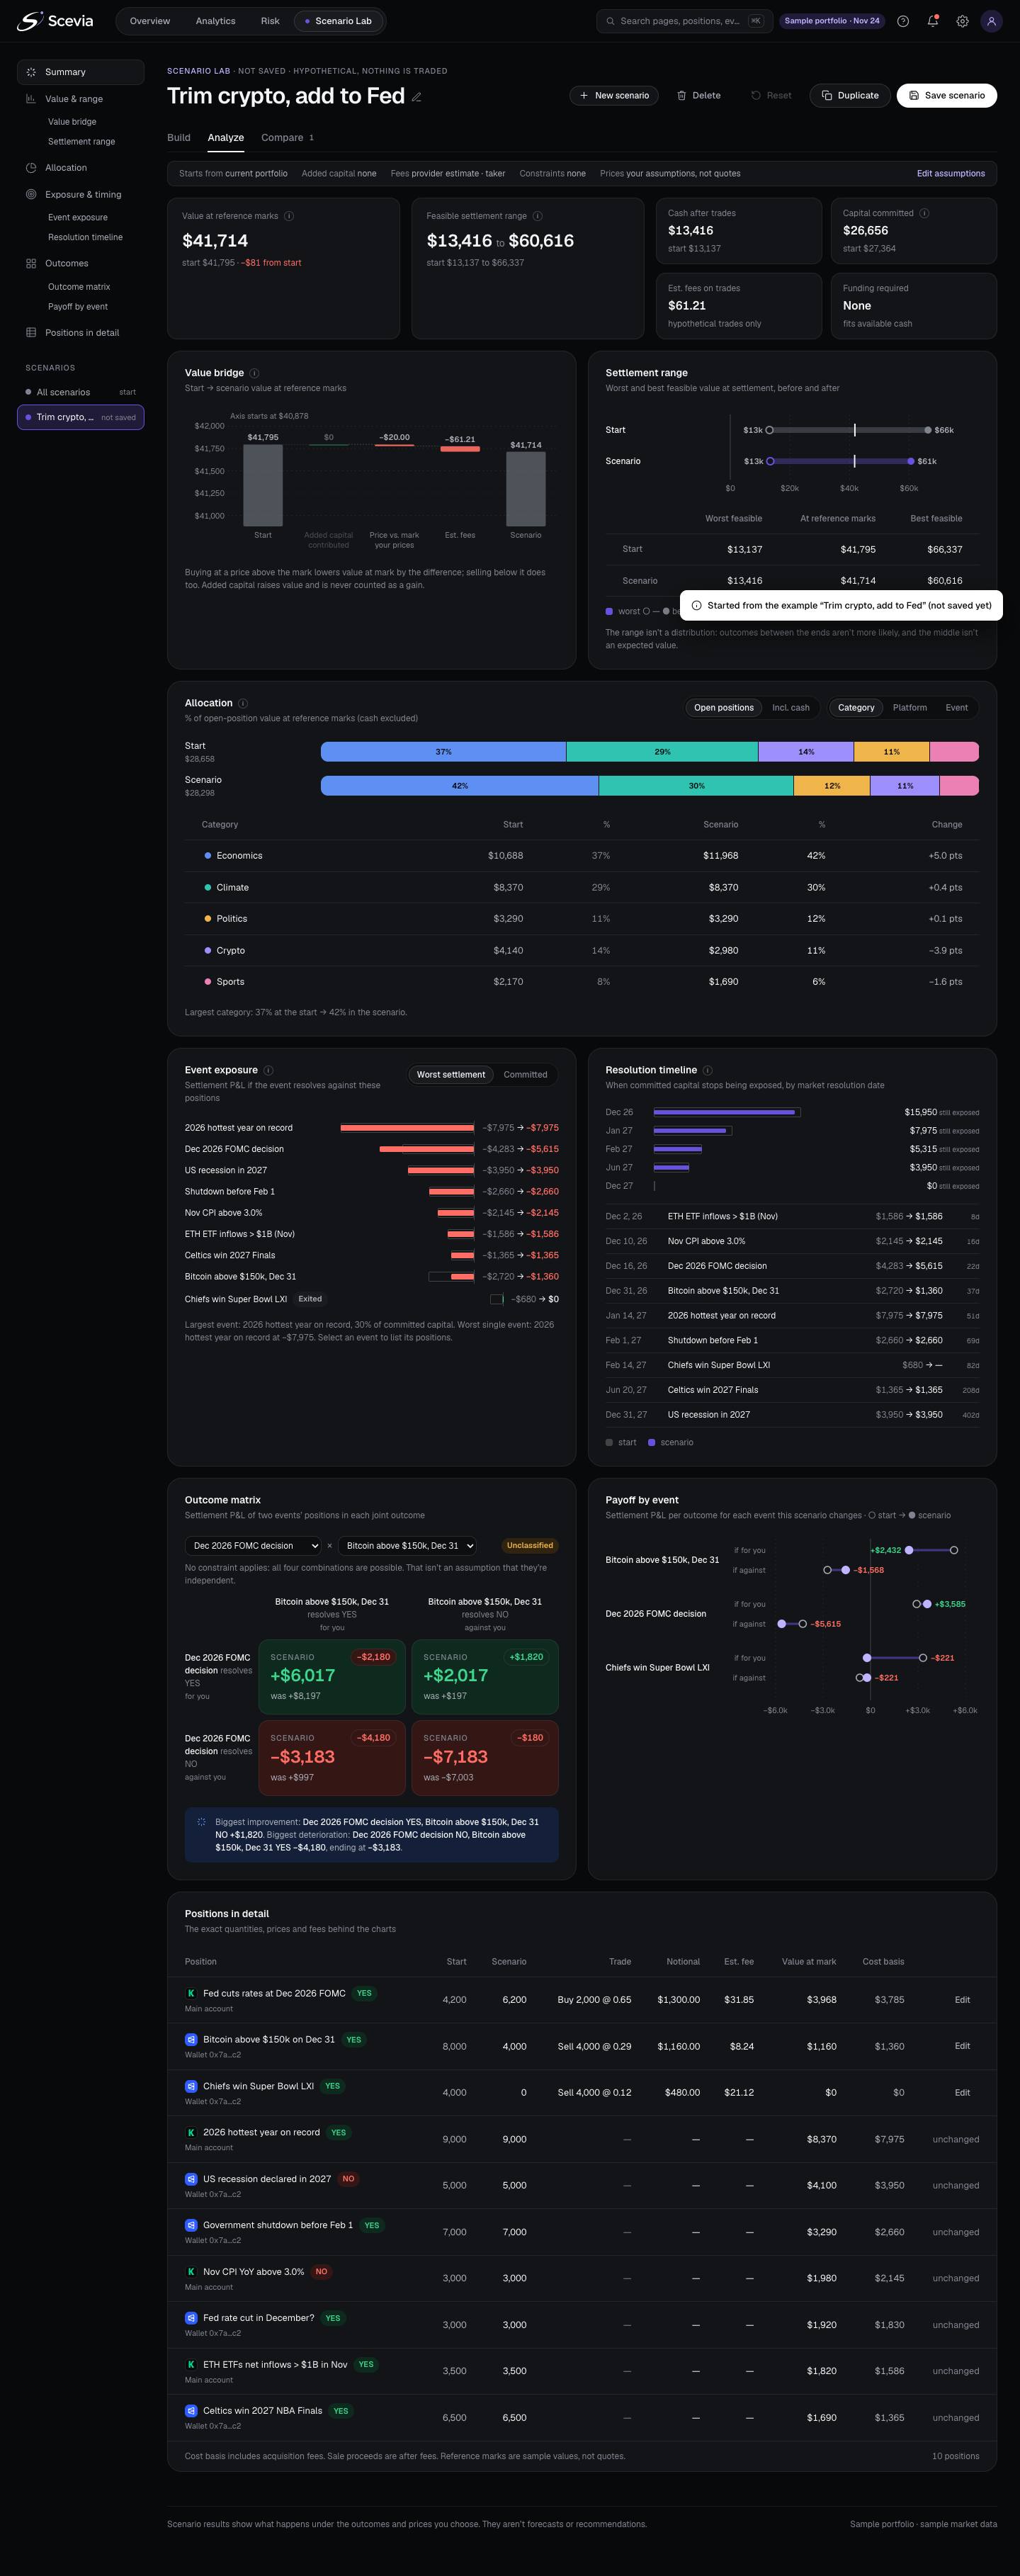 Scevia
Overview Analytics Risk Scenario Lab
Search pages, positions, ev... ⌘K
Sample portfolio · Nov 24
Summary
Value & range
Value bridge
Settlement range
Allocation
Exposure & timing
Event exposure
Resolution timeline
Outcomes
Outcome matrix
Payoff by event
Positions in detail
SCENARIOS
All scenarios start
Trim crypto, ... not saved
SCENARIO LAB · NOT SAVED · HYPOTHETICAL, NOTHING IS TRADED
Trim crypto, add to Fed
New scenario Delete Reset Duplicate Save scenario
Build Analyze Compare 1
Starts from current portfolio Added capital none Fees provider estimate · taker Constraints none Prices your assumptions, not quotes Edit assumptions
Value at reference marks
$41,714
start $41,795 · −$81 from start
Feasible settlement range
$13,416 to $60,616
start $13,137 to $66,337
Cash after trades
$13,416
start $13,137
Capital committed
$26,656
start $27,364
Est. fees on trades
$61.21
hypothetical trades only
Funding required
None
fits available cash
Value bridge
Start → scenario value at reference marks
Axis starts at $40,878
$42,000
$41,750
$41,500
$41,250
$41,000
$41,795 $0 −$20.00 −$61.21 $41,714
Start Added capital contributed Price vs. mark your prices Est. fees Scenario
Buying at a price above the mark lowers value at mark by the difference; selling below it does
too. Added capital raises value and is never counted as a gain.
Settlement range
Worst and best feasible value at settlement, before and after
Start $13k $66k
Scenario $13k $61k
$0 $20k $40k $60k
Worst feasible At reference marks Best feasible
Start $13,137 $41,795 $66,337
Scenario $13,416 $41,714 $60,616
worst — be
Started from the example “Trim crypto, add to Fed” (not saved yet)
The range isn’t a distribution: outcomes between the ends aren’t more likely, and the middle isn’t
an expected value.
Allocation
% of open-position value at reference marks (cash excluded)
Open positions Incl. cash Category Platform Event
Start
$28,658
37% 29% 14% 11%
Scenario
$28,298
42% 30% 12% 11%
Category Start % Scenario % Change
Economics $10,688 37% $11,968 42% +5.0 pts
Climate $8,370 29% $8,370 30% +0.4 pts
Politics $3,290 11% $3,290 12% +0.1 pts
Crypto $4,140 14% $2,980 11% −3.9 pts
Sports $2,170 8% $1,690 6% −1.6 pts
Largest category: 37% at the start → 42% in the scenario.
Event exposure
Settlement P&L if the event resolves against these
positions
Worst settlement Committed
2026 hottest year on record −$7,975 → −$7,975
Dec 2026 FOMC decision −$4,283 → −$5,615
US recession in 2027 −$3,950 → −$3,950
Shutdown before Feb 1 −$2,660 → −$2,660
Nov CPI above 3.0% −$2,145 → −$2,145
ETH ETF inflows > $1B (Nov) −$1,586 → −$1,586
Celtics win 2027 Finals −$1,365 → −$1,365
Bitcoin above $150k, Dec 31 −$2,720 → −$1,360
Chiefs win Super Bowl LXI Exited −$680 → $0
Largest event: 2026 hottest year on record, 30% of committed capital. Worst single event: 2026
hottest year on record at −$7,975. Select an event to list its positions.
Resolution timeline
When committed capital stops being exposed, by market resolution date
Dec 26 $15,950 still exposed
Jan 27 $7,975 still exposed
Feb 27 $5,315 still exposed
Jun 27 $3,950 still exposed
Dec 27 $0 still exposed
Dec 2, 26 ETH ETF inflows > $1B (Nov) $1,586 → $1,586 8d
Dec 10, 26 Nov CPI above 3.0% $2,145 → $2,145 16d
Dec 16, 26 Dec 2026 FOMC decision $4,283 → $5,615 22d
Dec 31, 26 Bitcoin above $150k, Dec 31 $2,720 → $1,360 37d
Jan 14, 27 2026 hottest year on record $7,975 → $7,975 51d
Feb 1, 27 Shutdown before Feb 1 $2,660 → $2,660 69d
Feb 14, 27 Chiefs win Super Bowl LXI $680 → — 82d
Jun 20, 27 Celtics win 2027 Finals $1,365 → $1,365 208d
Dec 31, 27 US recession in 2027 $3,950 → $3,950 402d
start scenario
Outcome matrix
Settlement P&L of two events’ positions in each joint outcome
Dec 2026 FOMC decision × Bitcoin above $150k, Dec 31 Unclassified
No constraint applies: all four combinations are possible. That isn’t an assumption that they’re
independent.
Bitcoin above $150k, Dec 31 Bitcoin above $150k, Dec 31
resolves YES resolves NO
for you against you
Dec 2026 FOMC
decision resolves
YES
for you
SCENARIO −$2,180
+$6,017
was +$8,197
SCENARIO +$1,820
+$2,017
was +$197
Dec 2026 FOMC
decision resolves
NO
against you
SCENARIO −$4,180
−$3,183
was +$997
SCENARIO −$180
−$7,183
was −$7,003
Biggest improvement: Dec 2026 FOMC decision YES, Bitcoin above $150k, Dec 31
NO +$1,820. Biggest deterioration: Dec 2026 FOMC decision NO, Bitcoin above
$150k, Dec 31 YES −$4,180, ending at −$3,183.
Payoff by event
Settlement P&L per outcome for each event this scenario changes · start → scenario
Bitcoin above $150k, Dec 31
if for you +$2,432
if against −$1,568
Dec 2026 FOMC decision
if for you +$3,585
if against −$5,615
Chiefs win Super Bowl LXI
if for you −$221
if against −$221
−$6.0k −$3.0k $0 +$3.0k +$6.0k
Positions in detail
The exact quantities, prices and fees behind the charts
Position Start Scenario Trade Notional Est. fee Value at mark Cost basis
K Fed cuts rates at Dec 2026 FOMC YES 4,200 6,200 Buy 2,000 @ 0.65 $1,300.00 $31.85 $3,968 $3,785 Edit
Main account
Bitcoin above $150k on Dec 31 YES 8,000 4,000 Sell 4,000 @ 0.29 $1,160.00 $8.24 $1,160 $1,360 Edit
Wallet 0x7a…c2
Chiefs win Super Bowl LXI YES 4,000 0 Sell 4,000 @ 0.12 $480.00 $21.12 $0 $0 Edit
Wallet 0x7a…c2
K 2026 hottest year on record YES 9,000 9,000 — — — $8,370 $7,975 unchanged
Main account
US recession declared in 2027 NO 5,000 5,000 — — — $4,100 $3,950 unchanged
Wallet 0x7a…c2
Government shutdown before Feb 1 YES 7,000 7,000 — — — $3,290 $2,660 unchanged
Wallet 0x7a…c2
K Nov CPI YoY above 3.0% NO 3,000 3,000 — — — $1,980 $2,145 unchanged
Main account
Fed rate cut in December? YES 3,000 3,000 — — — $1,920 $1,830 unchanged
Wallet 0x7a…c2
K ETH ETFs net inflows > $1B in Nov YES 3,500 3,500 — — — $1,820 $1,586 unchanged
Main account
Celtics win 2027 NBA Finals YES 6,500 6,500 — — — $1,690 $1,365 unchanged
Wallet 0x7a…c2
Cost basis includes acquisition fees. Sale proceeds are after fees. Reference marks are sample values, not quotes. 10 positions
Scenario results show what happens under the outcomes and prices you choose. They aren’t forecasts or recommendations. Sample portfolio · sample market data